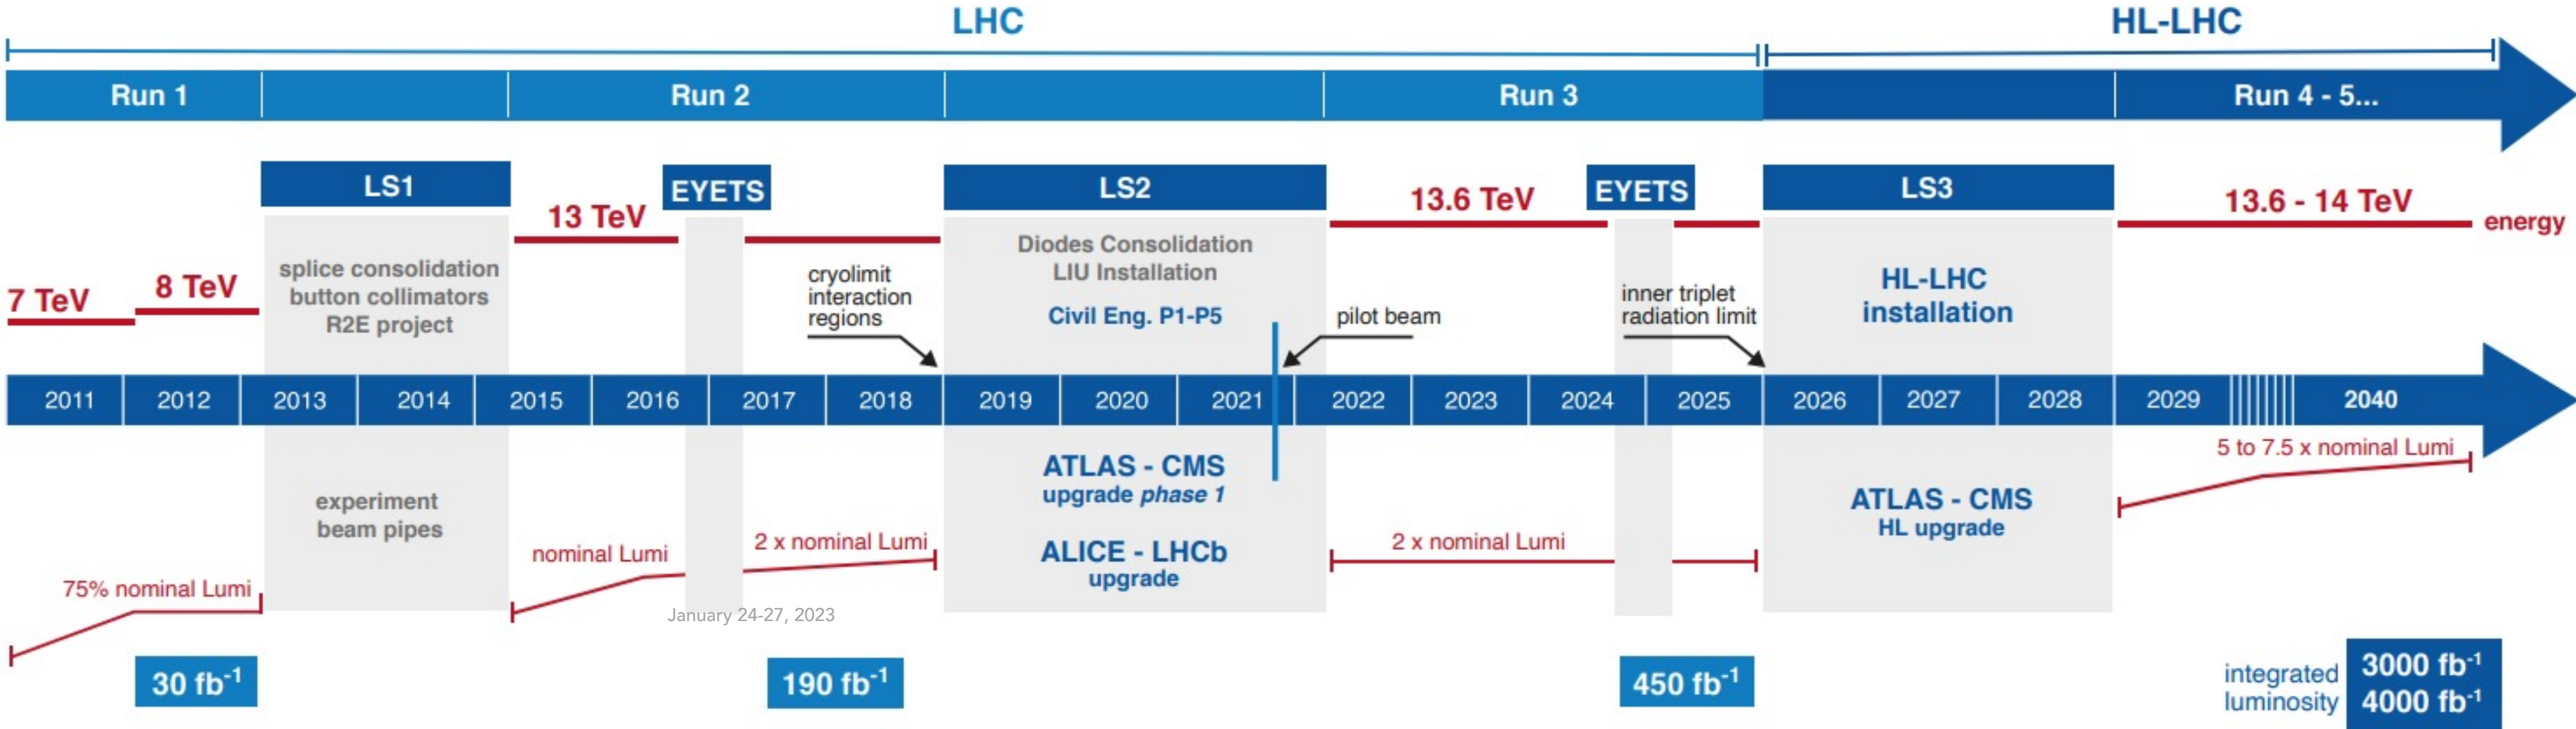 LHC
HL-LHC
Run 1
Run 2
Run 3
Run 4 - 5...
LS1
EYETS
LS2
EYETS
LS3
7 TeV
8 TeV
13 TeV
13.6 TeV
13.6 - 14 TeV
energy
splice consolidation
button collimators
R2E project
cryolimit
interaction
regions
Diodes Consolidation
LIU Installation
Civil Eng. P1-P5
pilot beam
inner triplet
radiation limit
HL-LHC
installation
2011
2012
2013
2014
2015
2016
2017
2018
2019
2020
2021
2022
2023
2024
2025
2026
2027
2028
2029
2040
experiment
beam pipes
ATLAS - CMS
upgrade phase 1
ALICE - LHCb
upgrade
ATLAS - CMS
HL upgrade
75% nominal Lumi
nominal Lumi
2 x nominal Lumi
2 x nominal Lumi
5 to 7.5 x nominal Lumi
January 24-27, 2023
30 fb⁻¹
190 fb⁻¹
450 fb⁻¹
integrated
luminosity
3000 fb⁻¹
4000 fb⁻¹